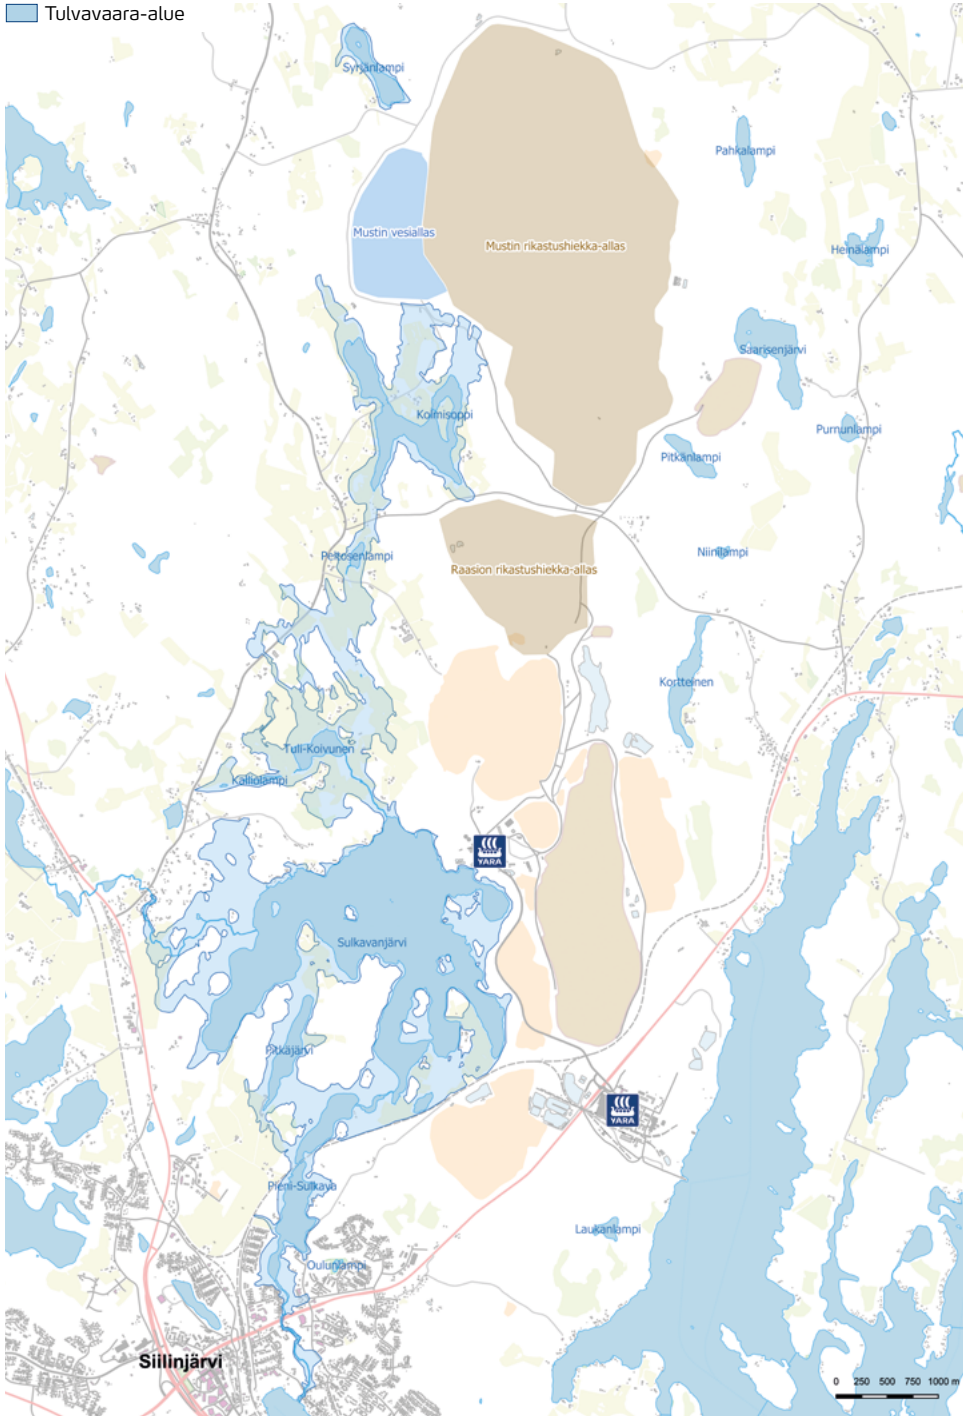 Tulvavaara-alue
Syrjänlampi
Pahkalampi
Mustin vesiallas
Mustin rikastushiekka-allas
Heinälampi
Saarisenjärvi
Kolmisoppi
Purnunlampi
Pitkänlampi
Peltosenlampi
Niinilampi
Raasion rikastushiekka-allas
Kortteinen
Tuli-Koivunen
Kalliolampi
YARA
Sulkavanjärvi
Pitkäjärvi
YARA
Pieni-Sulkava
Laukanlampi
Oulunlampi
Siilinjärvi
0 250 500 750 1000 m